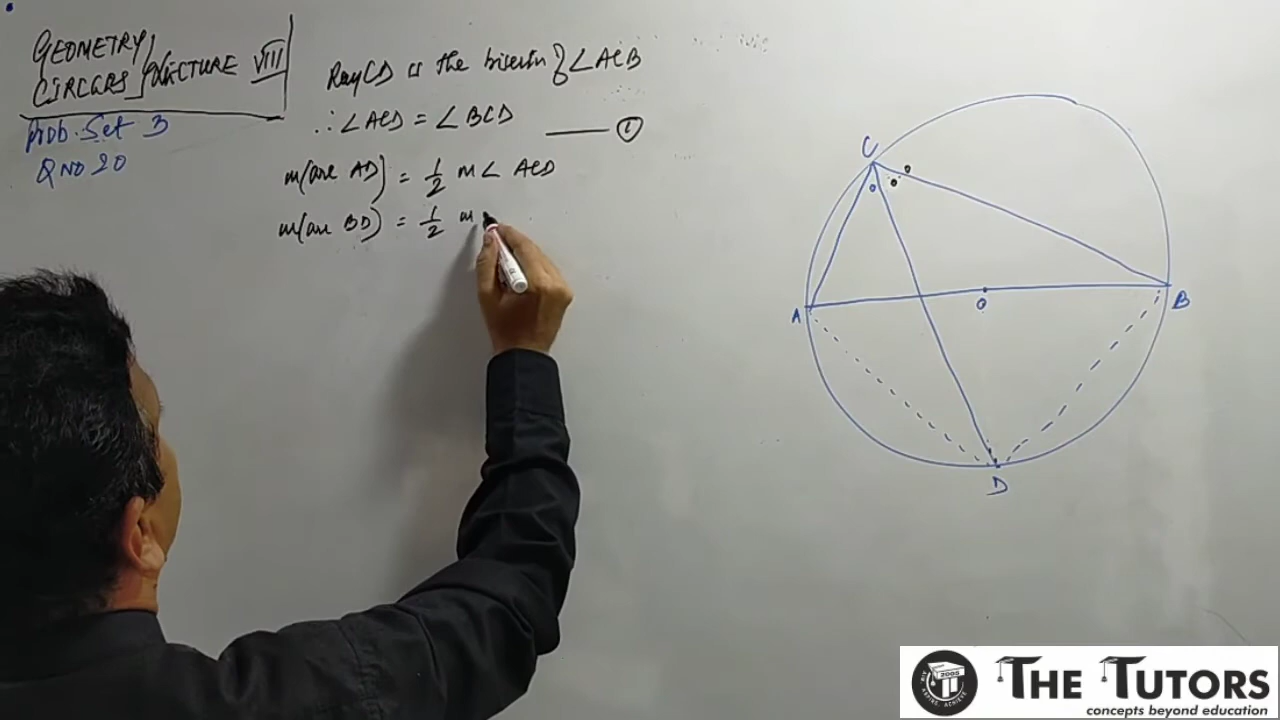 GEOMETRY
CIRCLES
LECTURE VIII
Prob. Set 3
Q NO 20
Ray CD is the bisector of ∠ACB
∴ ∠ACD = ∠BCD —— ①
m(arc AD) = 1/2 m∠ ACD
m(arc BD) = 1/2 m
C
A
O
B
D
2005
THE TUTORS
concepts beyond education